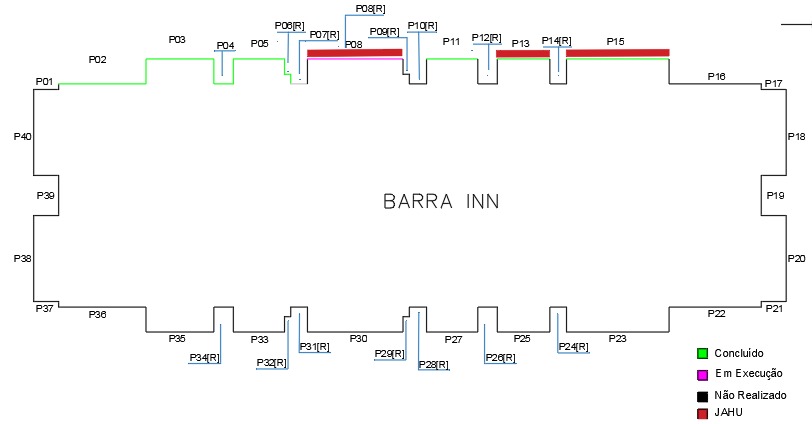 P08[R]
P06[R]
P07[R]
P09[R]
P10[R]
P03
P04
P05
P08
P11
P12[R]
P13
P14[R]
P15
P02
P01
P16
P17
P40
P18
P39
BARRA INN
P19
P38
P20
P37
P36
P22
P21
P35
P33
P30
P27
P25
P23
P34[R]
P32[R]
P31[R]
P29[R]
P28[R]
P26[R]
P24[R]
Concluído
Em Execução
Não Realizado
JAHU